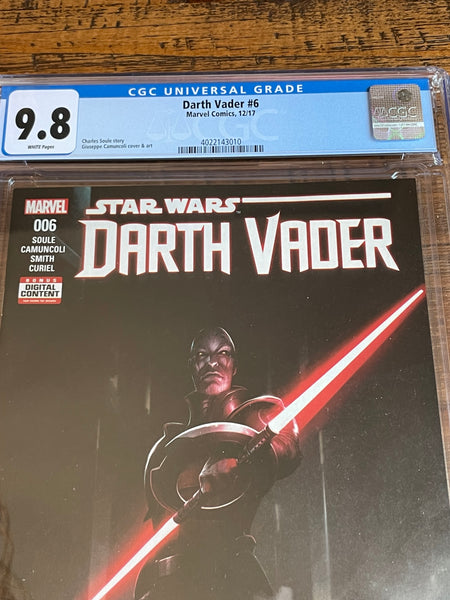 CGC UNIVERSAL GRADE
9.8
WHITE Pages
Darth Vader #6
Marvel Comics, 12/17
Charles Soule story
Giuseppe Camuncoli cover & art
4022143010
CGC
MARVEL
006
SOULE
CAMUNCOLI
SMITH
CURIEL
BONUS
DIGITAL
CONTENT
STAR WARS
DARTH VADER